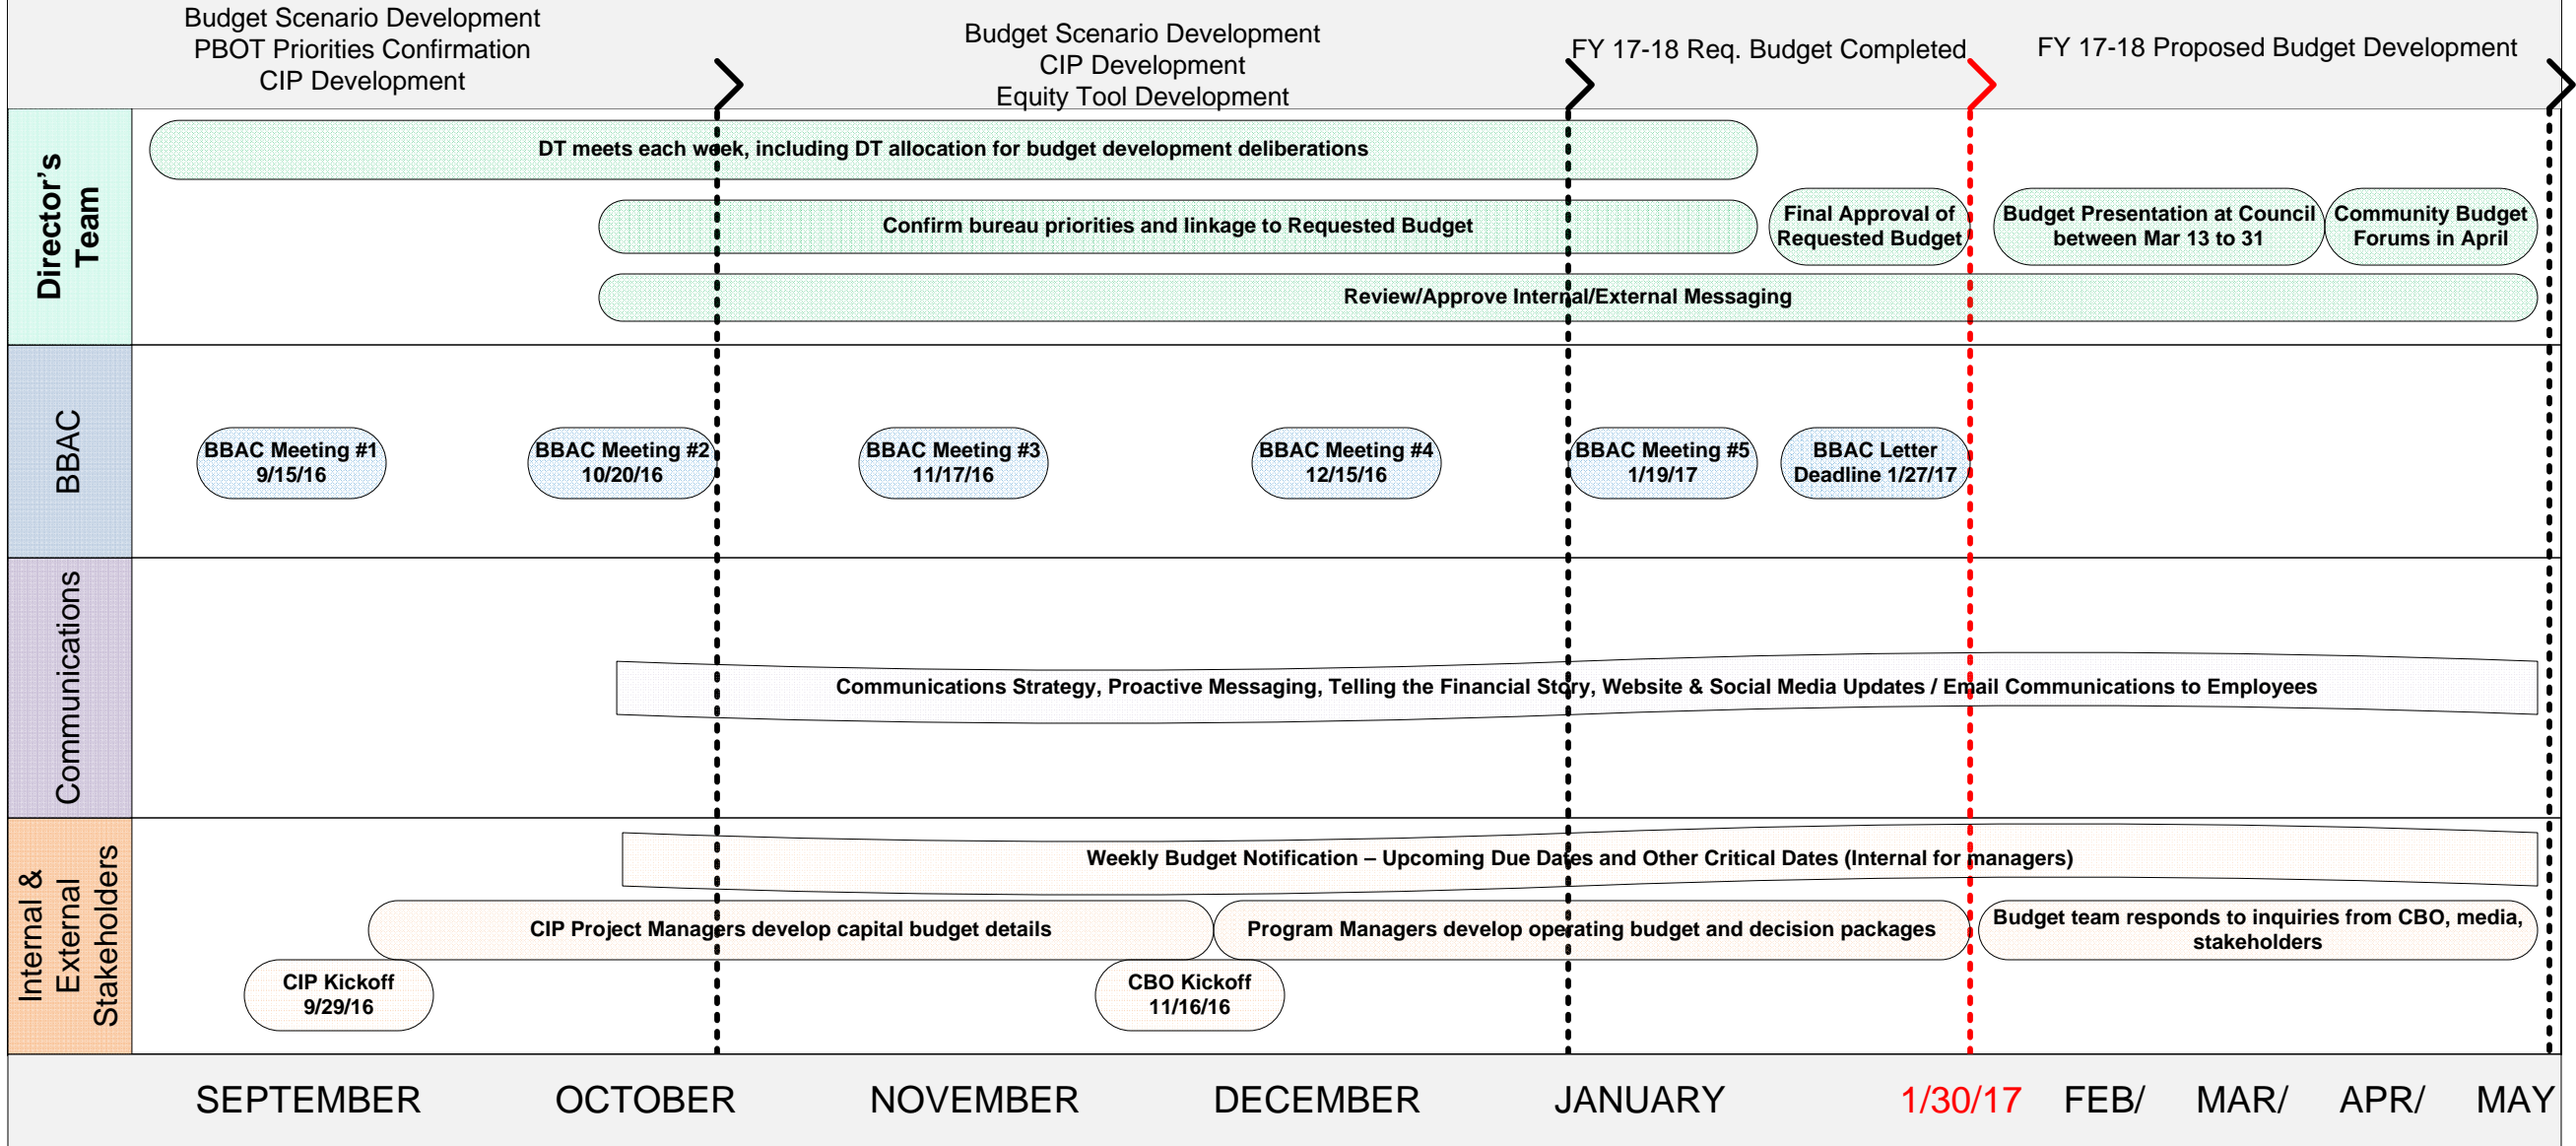 Budget Scenario Development
PBOT Priorities Confirmation
CIP Development
Budget Scenario Development
CIP Development
Equity Tool Development
FY 17-18 Req. Budget Completed
FY 17-18 Proposed Budget Development
Director's
Team
DT meets each week, including DT allocation for budget development deliberations
Confirm bureau priorities and linkage to Requested Budget
Final Approval of
Requested Budget
Budget Presentation at Council
between Mar 13 to 31
Community Budget
Forums in April
Review/Approve Internal/External Messaging
BBAC
BBAC Meeting #1
9/15/16
BBAC Meeting #2
10/20/16
BBAC Meeting #3
11/17/16
BBAC Meeting #4
12/15/16
BBAC Meeting #5
1/19/17
BBAC Letter
Deadline 1/27/17
Communications
Communications Strategy, Proactive Messaging, Telling the Financial Story, Website & Social Media Updates / Email Communications to Employees
Internal &
External
Stakeholders
Weekly Budget Notification – Upcoming Due Dates and Other Critical Dates (Internal for managers)
CIP Project Managers develop capital budget details
Program Managers develop operating budget and decision packages
Budget team responds to inquiries from CBO, media,
stakeholders
CIP Kickoff
9/29/16
CBO Kickoff
11/16/16
SEPTEMBER
OCTOBER
NOVEMBER
DECEMBER
JANUARY
1/30/17
FEB/
MAR/
APR/
MAY